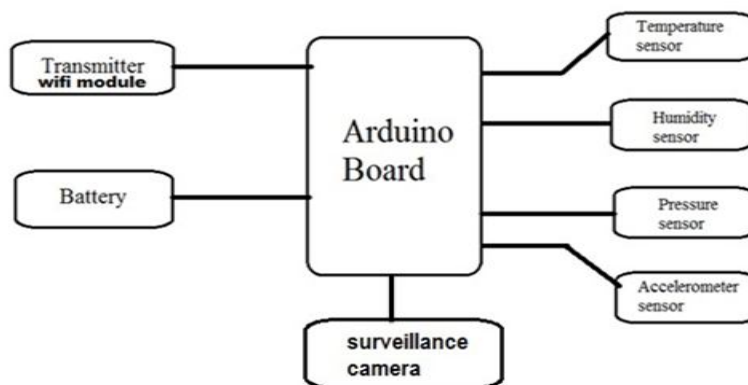 Transmitter
wifi module
Battery
Arduino
Board
surveillance
camera
Temperature
sensor
Humidity
sensor
Pressure
sensor
Accelerometer
sensor